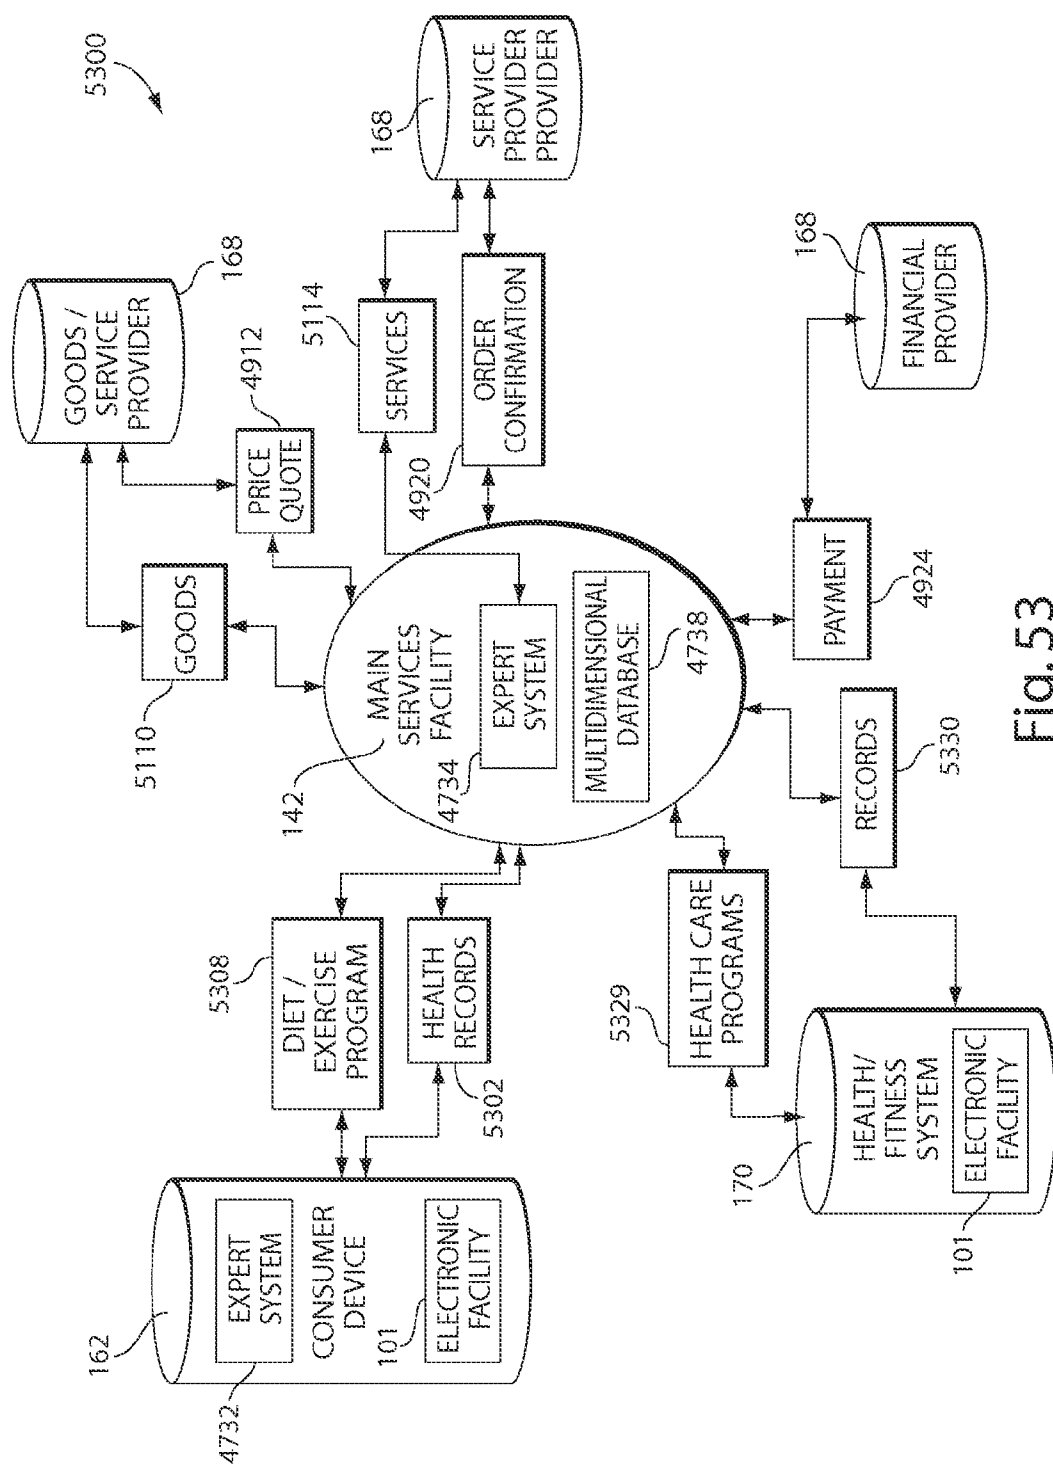 5300
162
EXPERT
SYSTEM
4732
CONSUMER
DEVICE
101
ELECTRONIC
FACILITY
5308
DIET /
EXERCISE
PROGRAM
HEALTH
RECORDS
5302
5110
GOODS
GOODS /
SERVICE
PROVIDER
168
PRICE
QUOTE
4912
142
MAIN
SERVICES
FACILITY
4734
EXPERT
SYSTEM
MULTIDIMENSIONAL
DATABASE
4738
5114
SERVICES
4920
ORDER
CONFIRMATION
168
SERVICE
PROVIDER
PROVIDER
5329
HEALTH CARE
PROGRAMS
170
HEALTH/
FITNESS
SYSTEM
ELECTRONIC
FACILITY
101
RECORDS
5330
PAYMENT
4924
168
FINANCIAL
PROVIDER
Fig. 53